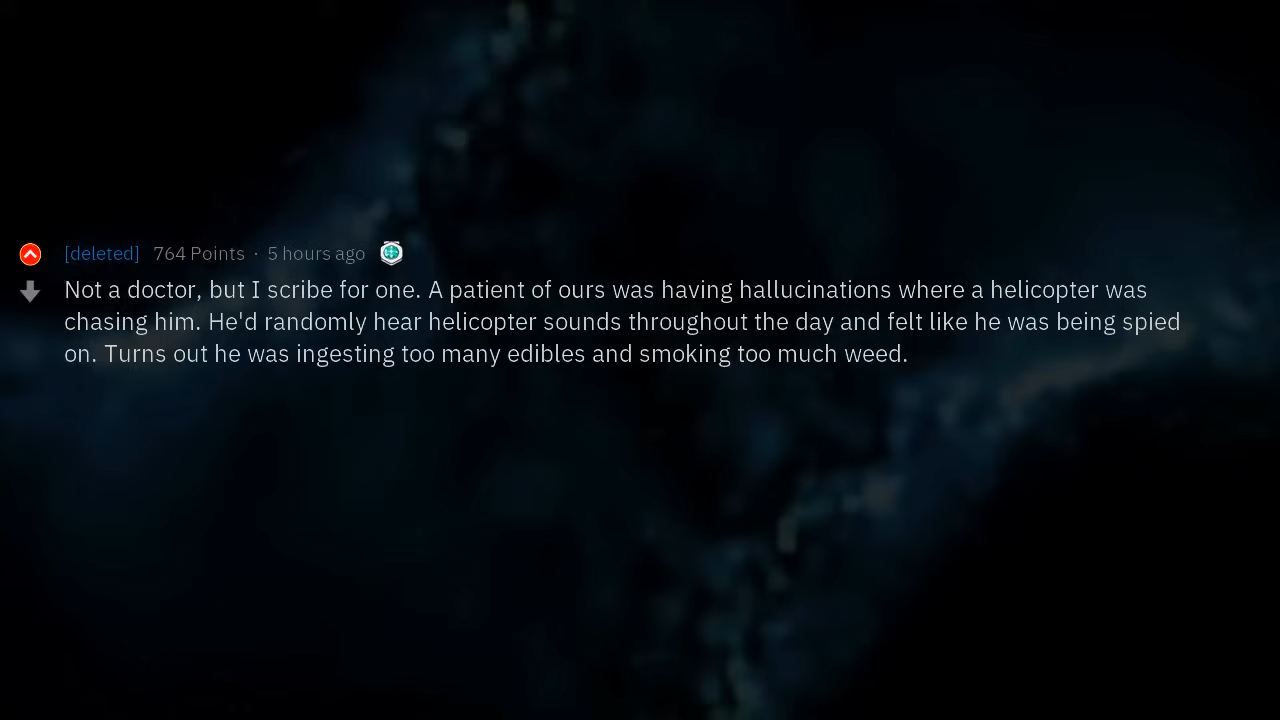 [deleted] 764 Points · 5 hours ago
Not a doctor, but I scribe for one. A patient of ours was having hallucinations where a helicopter was
chasing him. He'd randomly hear helicopter sounds throughout the day and felt like he was being spied
on. Turns out he was ingesting too many edibles and smoking too much weed.